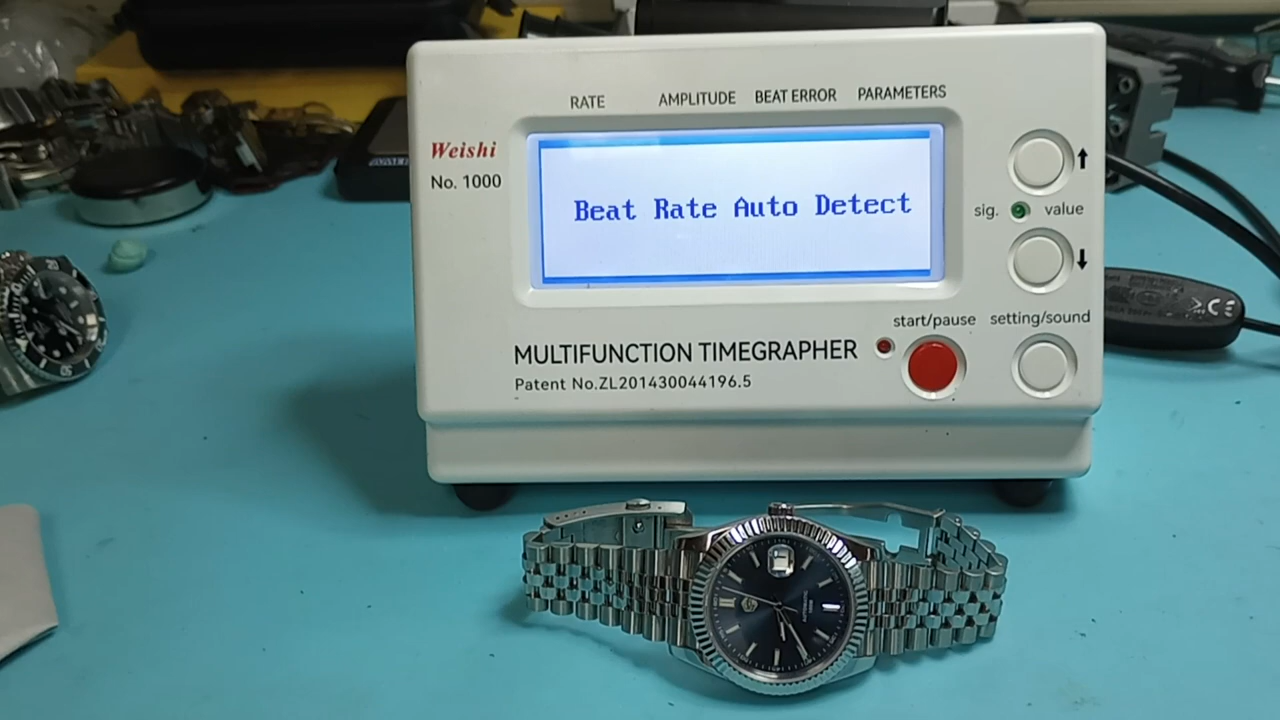 RATE AMPLITUDE BEAT ERROR PARAMETERS
Weishi
No. 1000
Beat Rate Auto Detect
sig. value
start/pause setting/sound
MULTIFUNCTION TIMEGRAPHER
Patent No.ZL201430044196.5
CE